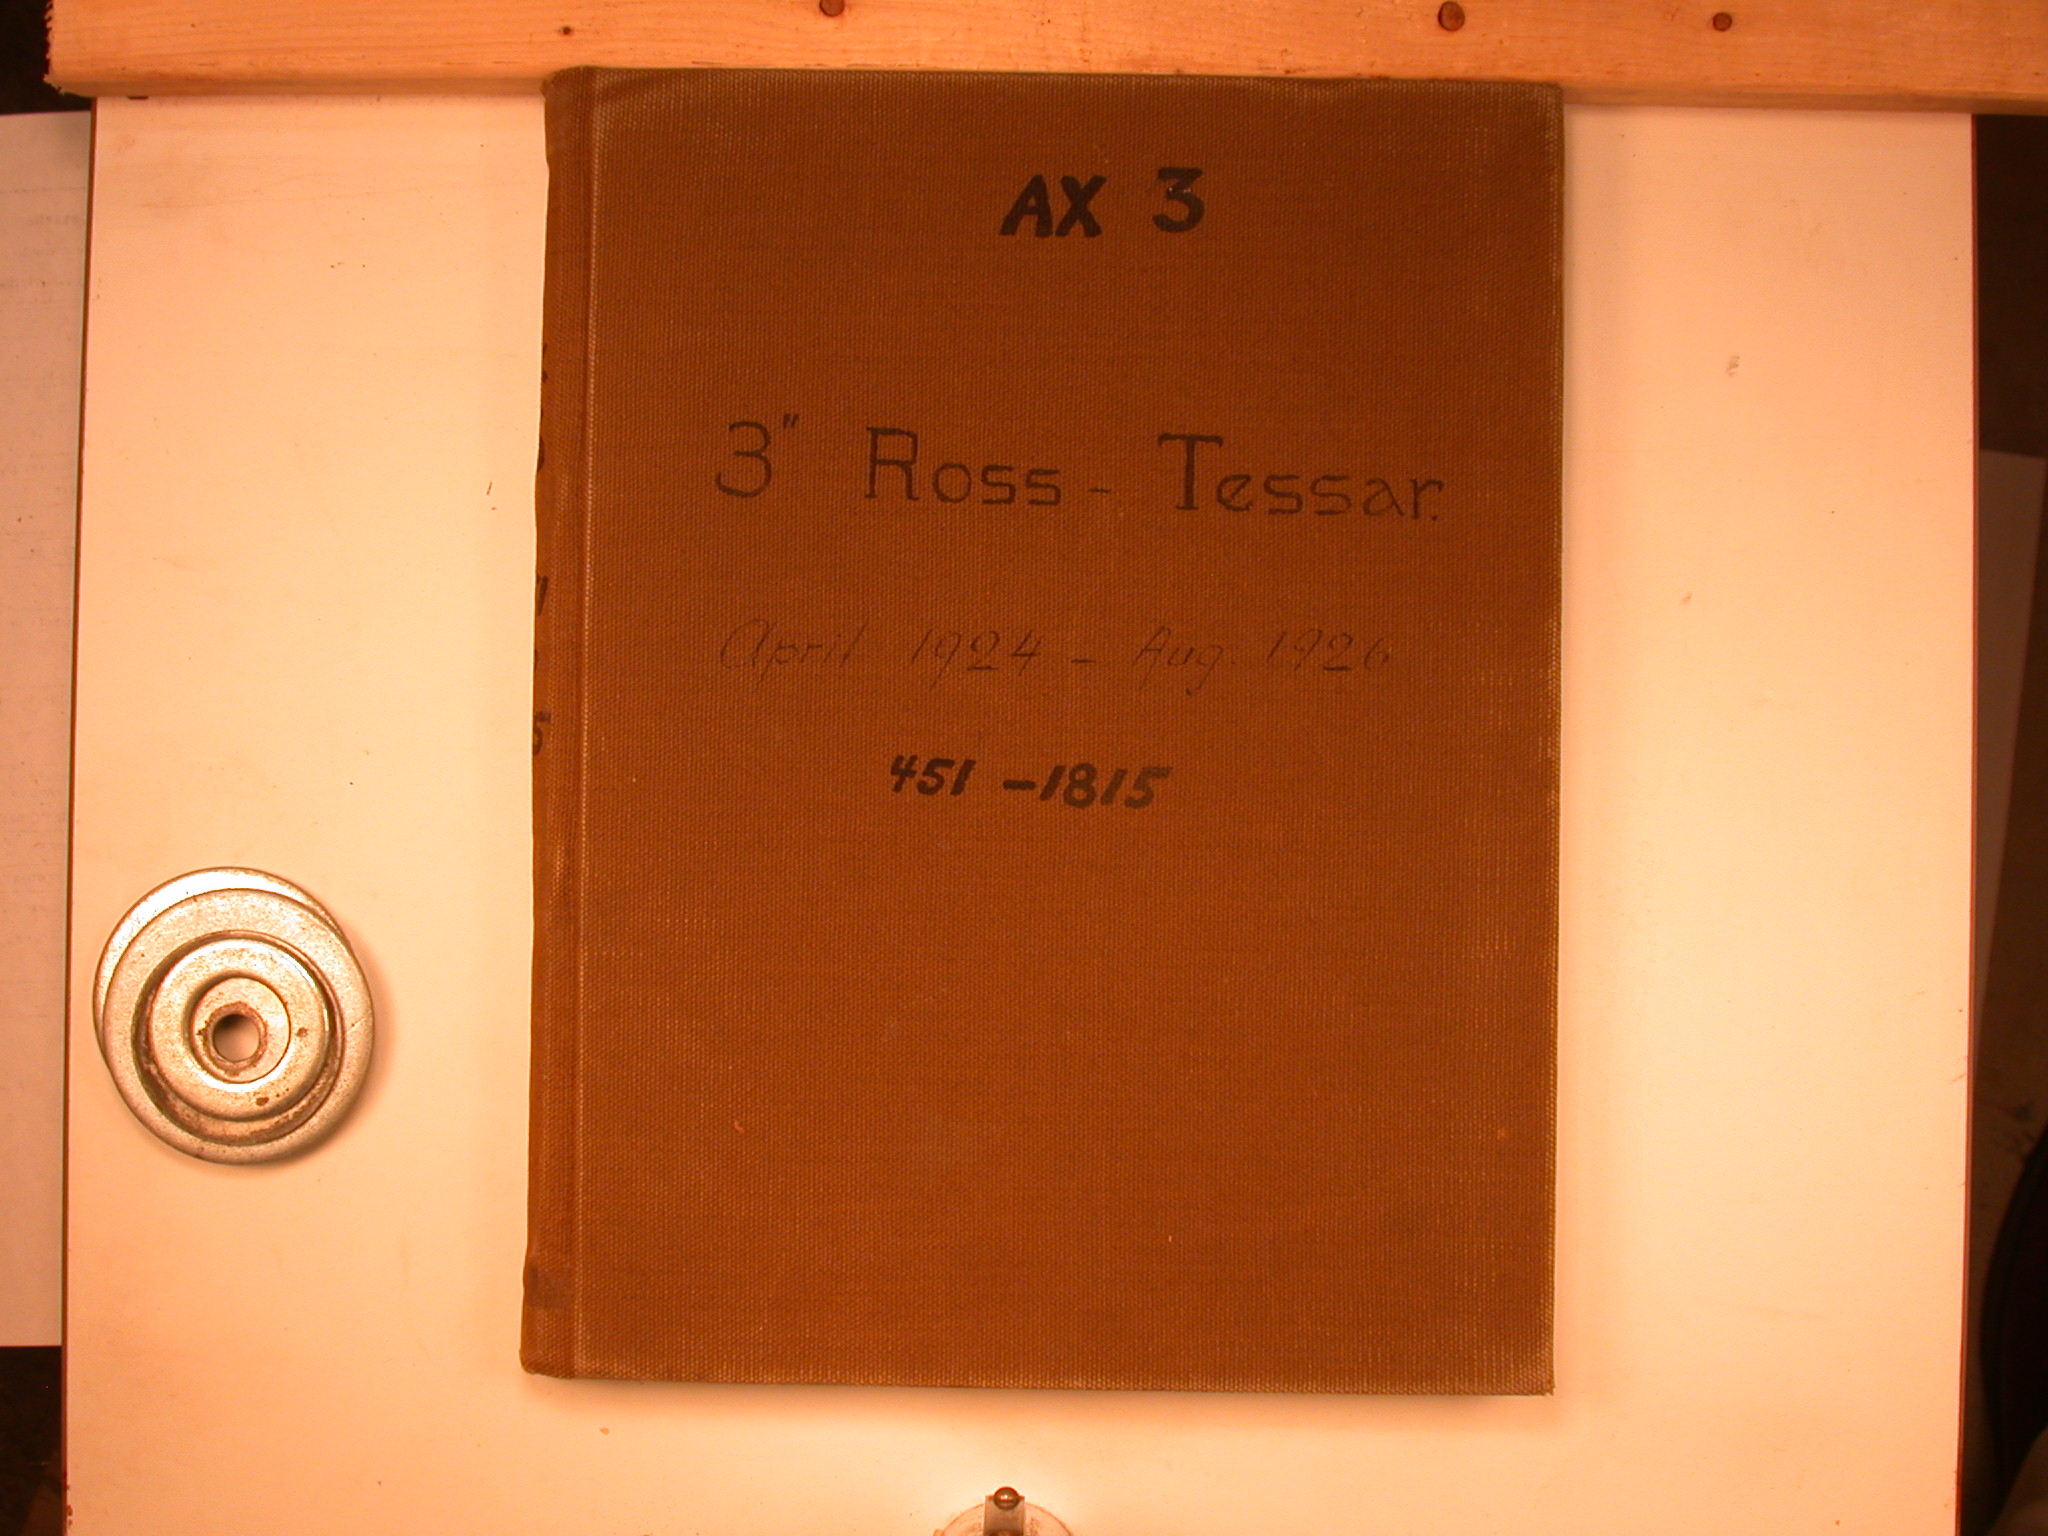 AX 3
3" Ross - Tessar.
April 1924 - Aug. 1926
451 - 1815